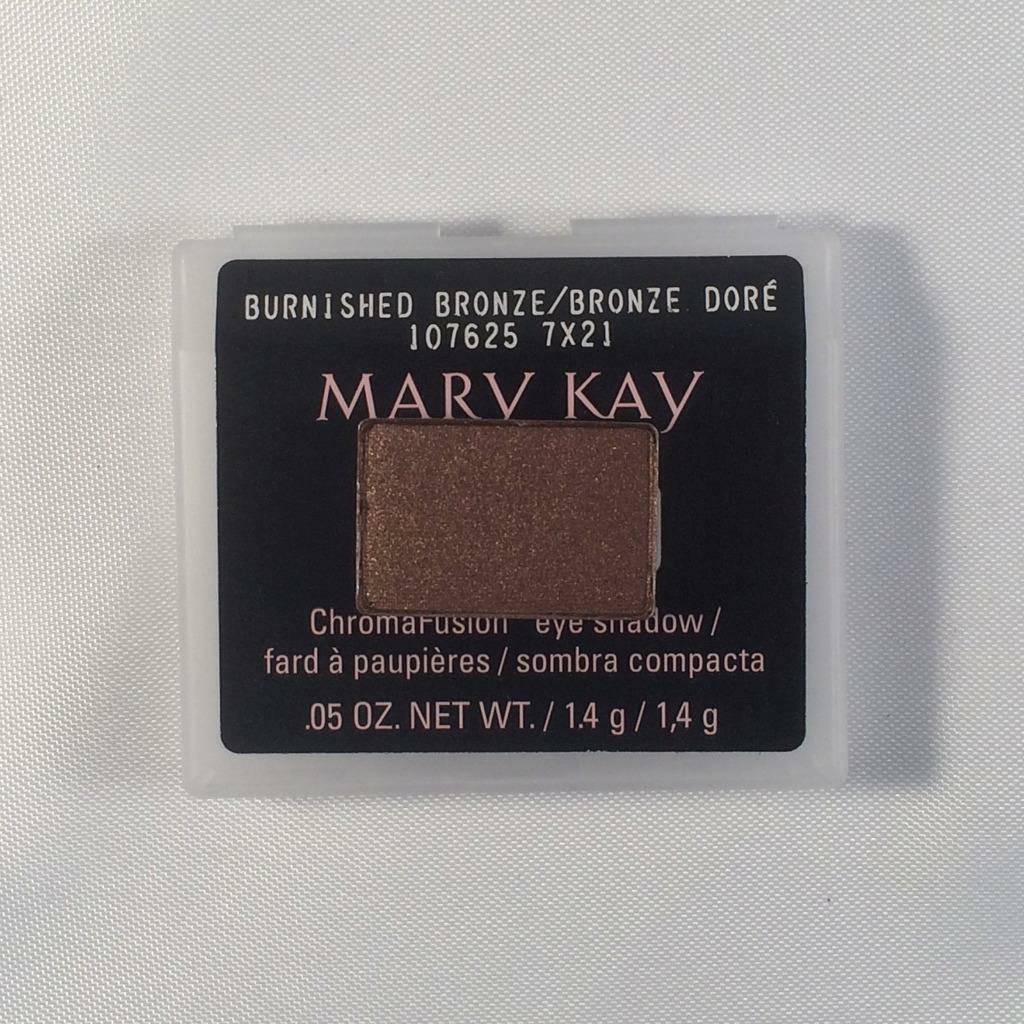 BURNiSHED BRONZE/BRONZE DORÉ
107625 7X21
MARY KAY
ChromaFusion eye shadow /
fard à paupières / sombra compacta
.05 OZ. NET WT. / 1.4 g / 1,4 g